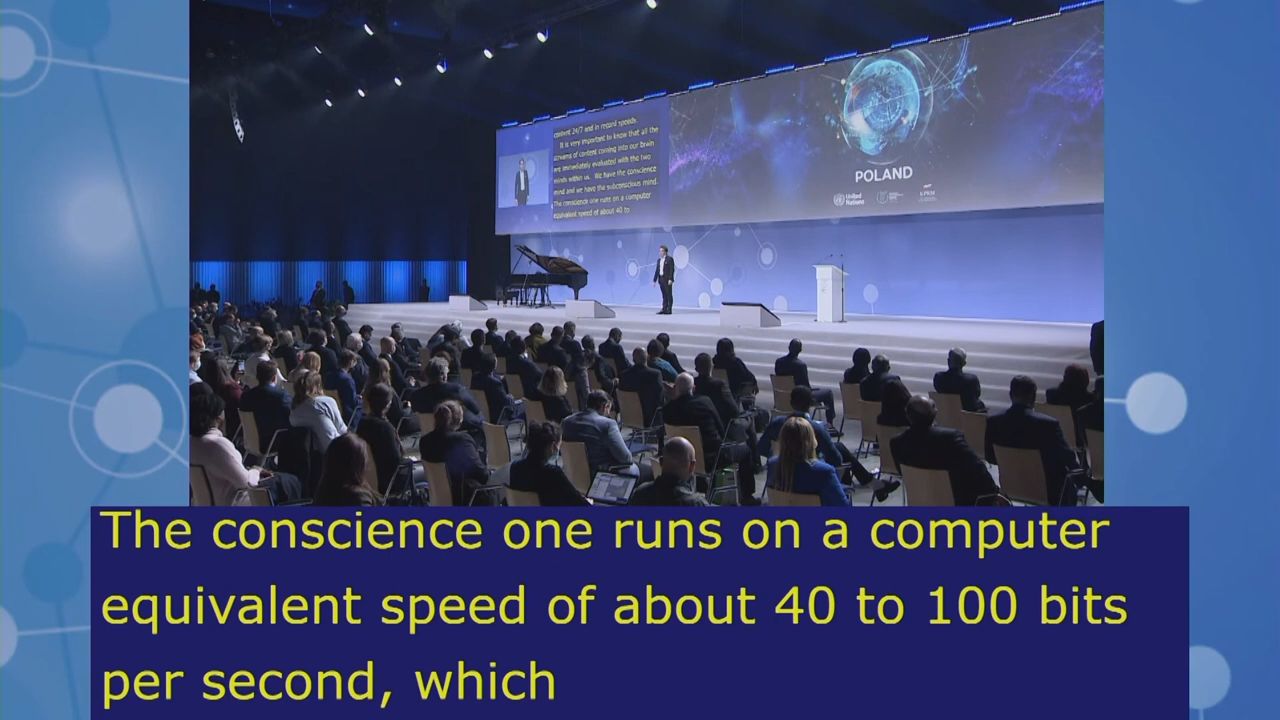 content 24/7 and in record speeds.
It is very important to know that all the
streams of content coming into our brain
are immediately evaluated with the two
minds within us. We have the conscience
mind and we have the subconscious mind.
The conscience one runs on a computer
equivalent speed of about 40 to
POLAND
United
Nations
The conscience one runs on a computer
equivalent speed of about 40 to 100 bits
per second, which